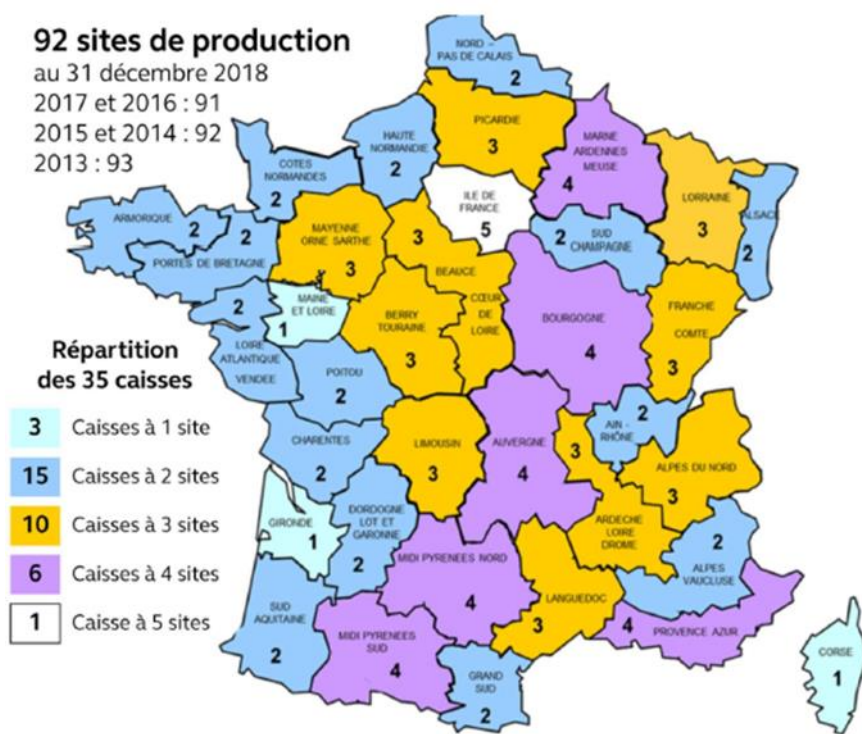 92 sites de production
au 31 décembre 2018
2017 et 2016 : 91
2015 et 2014 : 92
2013 : 93
NORD -
PAS DE CALAIS
2
PICARDIE
3
HAUTE
NORMANDIE
2
MARNE
ARDENNES
MEUSE
4
COTES
NORMANDES
2
ILE DE
FRANCE
5
LORRAINE
3
ALSACE
2
ARMORIQUE
2
2
PORTES DE BRETAGNE
MAYENNE
ORNE SARTHE
3
3
BEAUCE
CŒUR
DE
LOIRE
2
SUD
CHAMPAGNE
2
LOIRE
ATLANTIQUE
VENDEE
MAINE
ET LOIRE
1
BERRY
TOURAINE
3
BOURGOGNE
4
FRANCHE
COMTE
3
POITOU
2
CHARENTES
2
LIMOUSIN
3
AUVERGNE
4
3
ARDECHE
LOIRE
DROME
2
AIN -
RHÔNE
ALPES DU NORD
3
GIRONDE
1
DORDOGNE
LOT ET
GARONNE
2
MIDI PYRENEES NORD
4
LANGUEDOC
3
2
ALPES
VAUCLUSE
4
PROVENCE AZUR
SUD
AQUITAINE
2
MIDI PYRENEES
SUD
4
GRAND
SUD
2
CORSE
1
Répartition
des 35 caisses
3 Caisses à 1 site
15 Caisses à 2 sites
10 Caisses à 3 sites
6 Caisses à 4 sites
1 Caisse à 5 sites